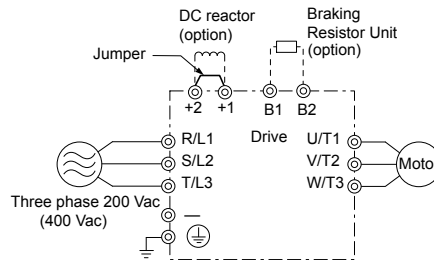 DC reactor
(option)
Braking
Resistor Unit
(option)
Jumper
+2
+1
B1
B2
R/L1
Drive
U/T1
S/L2
V/T2
Moto
T/L3
W/T3
Three phase 200 Vac
(400 Vac)
−